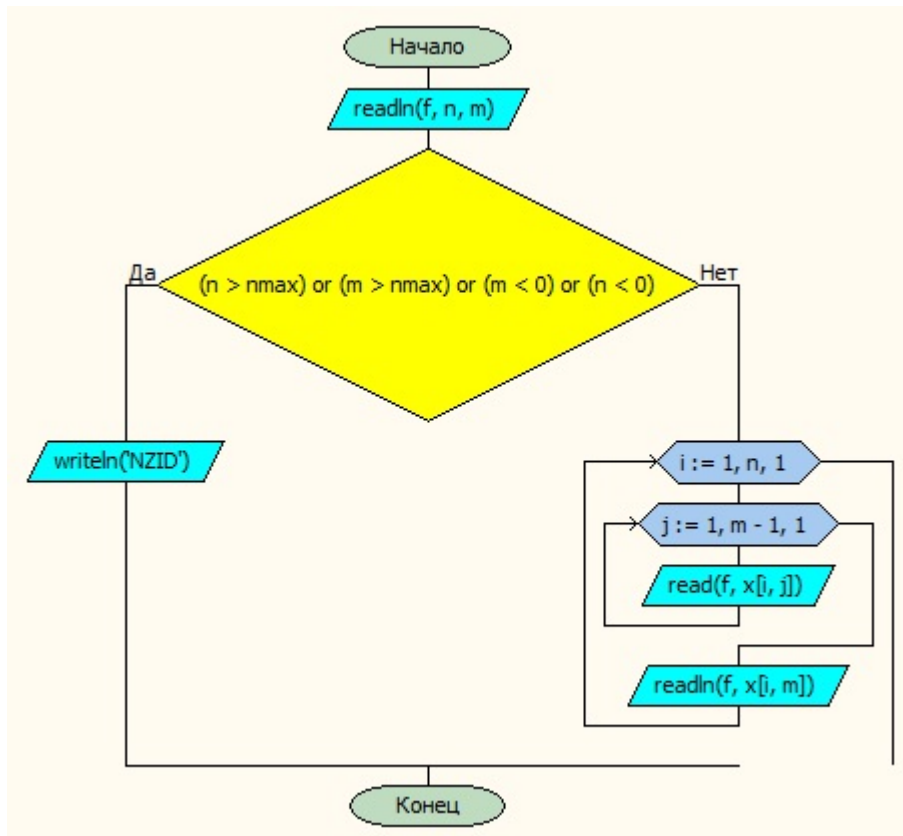 Начало
readln(f, n, m)
Да
(n > nmax) or (m > nmax) or (m < 0) or (n < 0)
Нет
writeln('NZID')
i := 1, n, 1
j := 1, m - 1, 1
read(f, x[i, j])
readln(f, x[i, m])
Конец